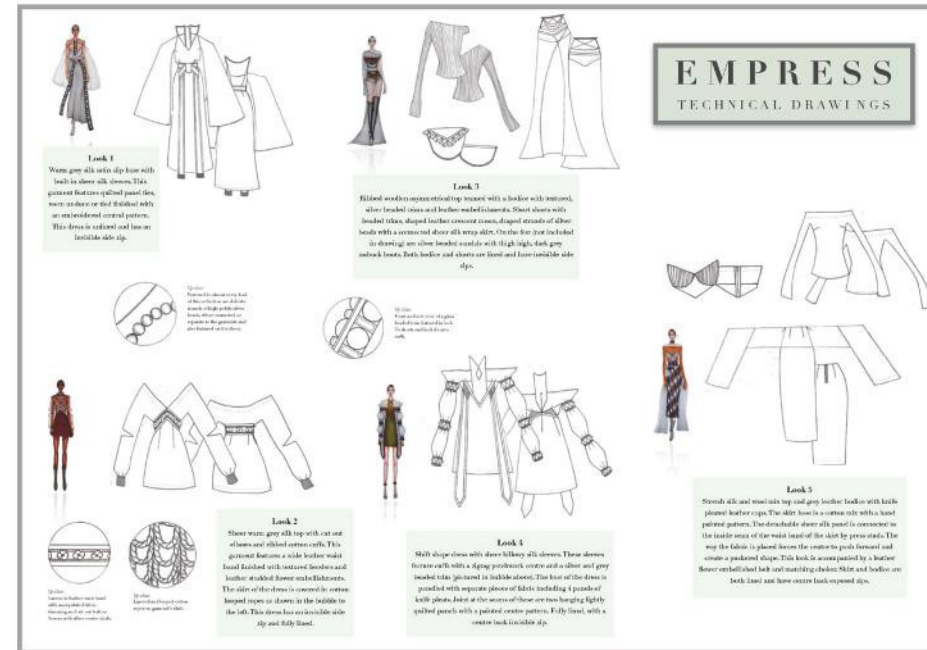 EMPRESS
TECHNICAL DRAWINGS
Look 1
Warm grey silk satin slip base with
built in sheer silk sleeves. This
garment features quilted panel ties,
worn undone or tied finished with
an embroidered central pattern.
This dress is unlined and has an
invisible side zip.
Look 3
Ribbed woollen asymmetrical top teamed with a bodice with textured,
silver beaded trims and leather embellishments. Short shorts with
beaded trims, shaped leather crescent moon, draped strands of silver
beads with a connected sheer silk wrap skirt. On the feet (not included
in drawing) are silver beaded sandals with thigh high, dark grey
nubuck boots. Both bodice and shorts are lined and have invisible side
zips.
Look 2
Sheer warm grey silk top with cut out
elbows and ribbed cotton cuffs. This
garment features a wide leather waist
band finished with textured borders and
leather studded flower embellishments.
The skirt of the dress is covered in cotton
looped ropes as shown in the bubble to
the left. This dress has an invisible side
zip and fully lined.
Look 4
Shift shape dress with sheer billowy silk sleeves. These sleeves
feature cuffs with a zigzag patchwork centre and a silver and grey
beaded trim (pictured in bubble above). The base of the dress is
panelled with separate pieces of fabric including 4 panels of
knife pleats. Joint at the seams of these are two hanging lightly
quilted panels with a painted centre pattern. Fully lined, with a
centre back invisible zip.
Look 5
Stretch silk and wool mix top and grey leather bodice with knife
pleated leather cups. The skirt base is a cotton mix with a hand
painted pattern. The detachable sheer silk panel is connected to
the inside seam of the waist band of the skirt by press studs. The
way the fabric is placed forces the centre to push forward and
create a puckered shape. This look is accompanied by a leather
flower embellished belt and matching choker. Skirt and bodice are
both lined and have centre back exposed zips.